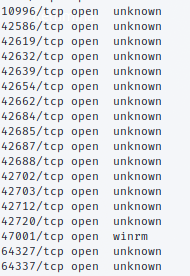 10996/tcp open  unknown
42586/tcp open  unknown
42619/tcp open  unknown
42632/tcp open  unknown
42639/tcp open  unknown
42654/tcp open  unknown
42662/tcp open  unknown
42684/tcp open  unknown
42685/tcp open  unknown
42687/tcp open  unknown
42688/tcp open  unknown
42702/tcp open  unknown
42703/tcp open  unknown
42712/tcp open  unknown
42720/tcp open  unknown
47001/tcp open  winrm
64327/tcp open  unknown
64337/tcp open  unknown